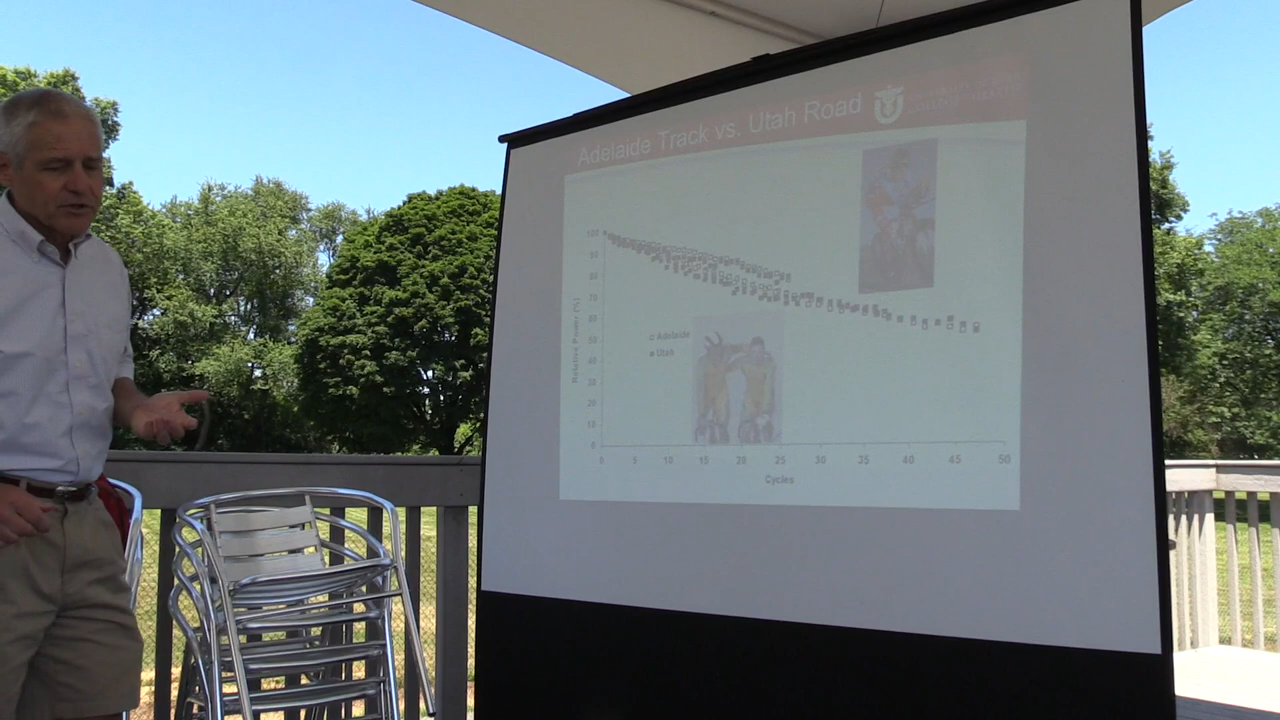 Adelaide Track vs. Utah Road
100
90
80
70
60
50
40
30
20
10
0
Relative Power (%)
Adelaide
Utah
0 5 10 15 20 25 30 35 40 45 50
Cycles